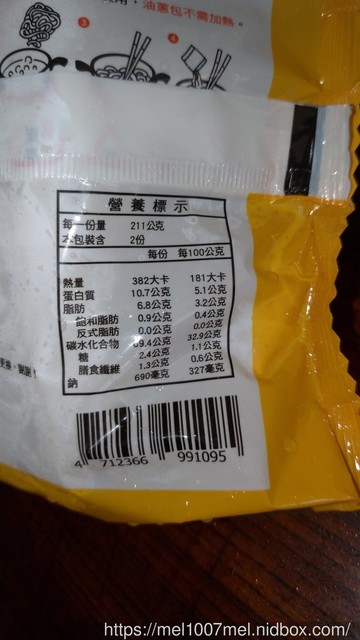 用，油蔥包不需加熱。
3
4
營養標示
每一份量 211公克
本包裝含 2份
每份 每100公克
熱量 382大卡 181大卡
蛋白質 10.7公克 5.1公克
脂肪 6.8公克 3.2公克
飽和脂肪 0.9公克 0.4公克
反式脂肪 0.0公克 0.0公克
碳水化合物 69.4公克 32.9公克
糖 2.4公克 1.1公克
膳食纖維 1.3公克 0.6公克
鈉 690毫克 327毫克
4 712366 991095
https://mel1007mel.nidbox.com/